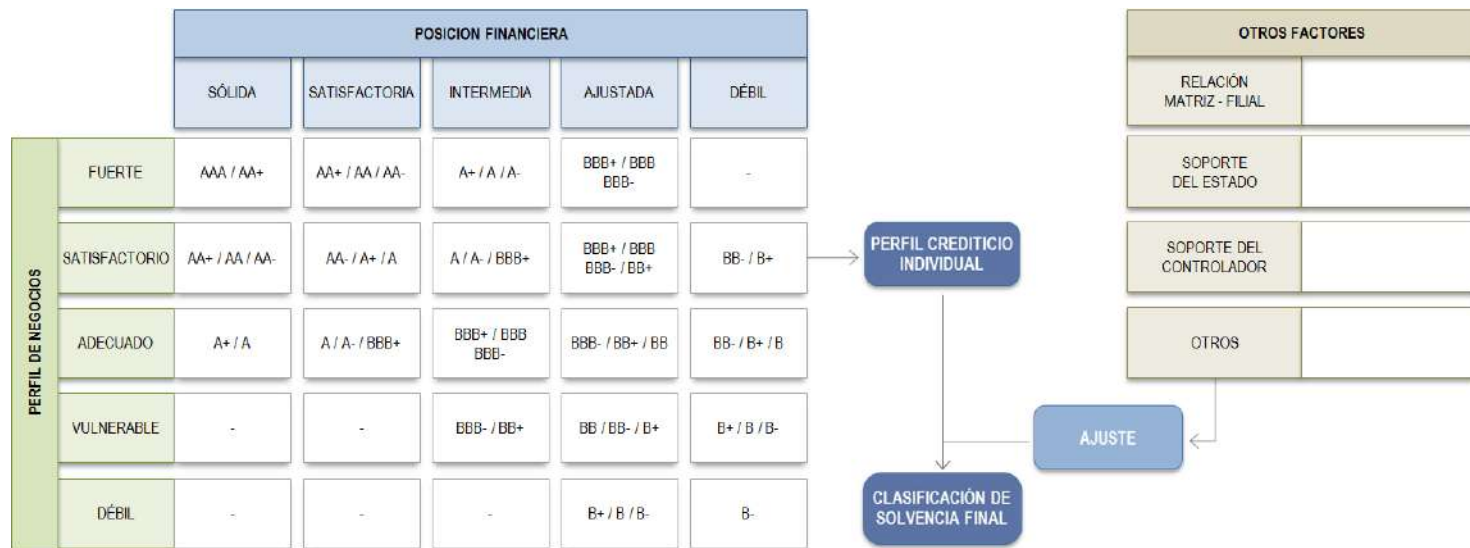 POSICION FINANCIERA
SÓLIDA
SATISFACTORIA
INTERMEDIA
AJUSTADA
DÉBIL
PERFIL DE NEGOCIOS
FUERTE
AAA / AA+
AA+ / AA / AA-
A+ / A / A-
BBB+ / BBB
BBB-
-
SATISFACTORIO
AA+ / AA / AA-
AA- / A+ / A
A / A- / BBB+
BBB+ / BBB
BBB- / BB+
BB- / B+
ADECUADO
A+ / A
A / A- / BBB+
BBB+ / BBB
BBB-
BBB- / BB+ / BB
BB- / B+ / B
VULNERABLE
-
-
BBB- / BB+
BB / BB- / B+
B+ / B / B-
DÉBIL
-
-
-
B+ / B / B-
B-
PERFIL CREDITICIO
INDIVIDUAL
CLASIFICACIÓN DE
SOLVENCIA FINAL
OTROS FACTORES
RELACIÓN
MATRIZ - FILIAL
SOPORTE
DEL ESTADO
SOPORTE DEL
CONTROLADOR
OTROS
AJUSTE